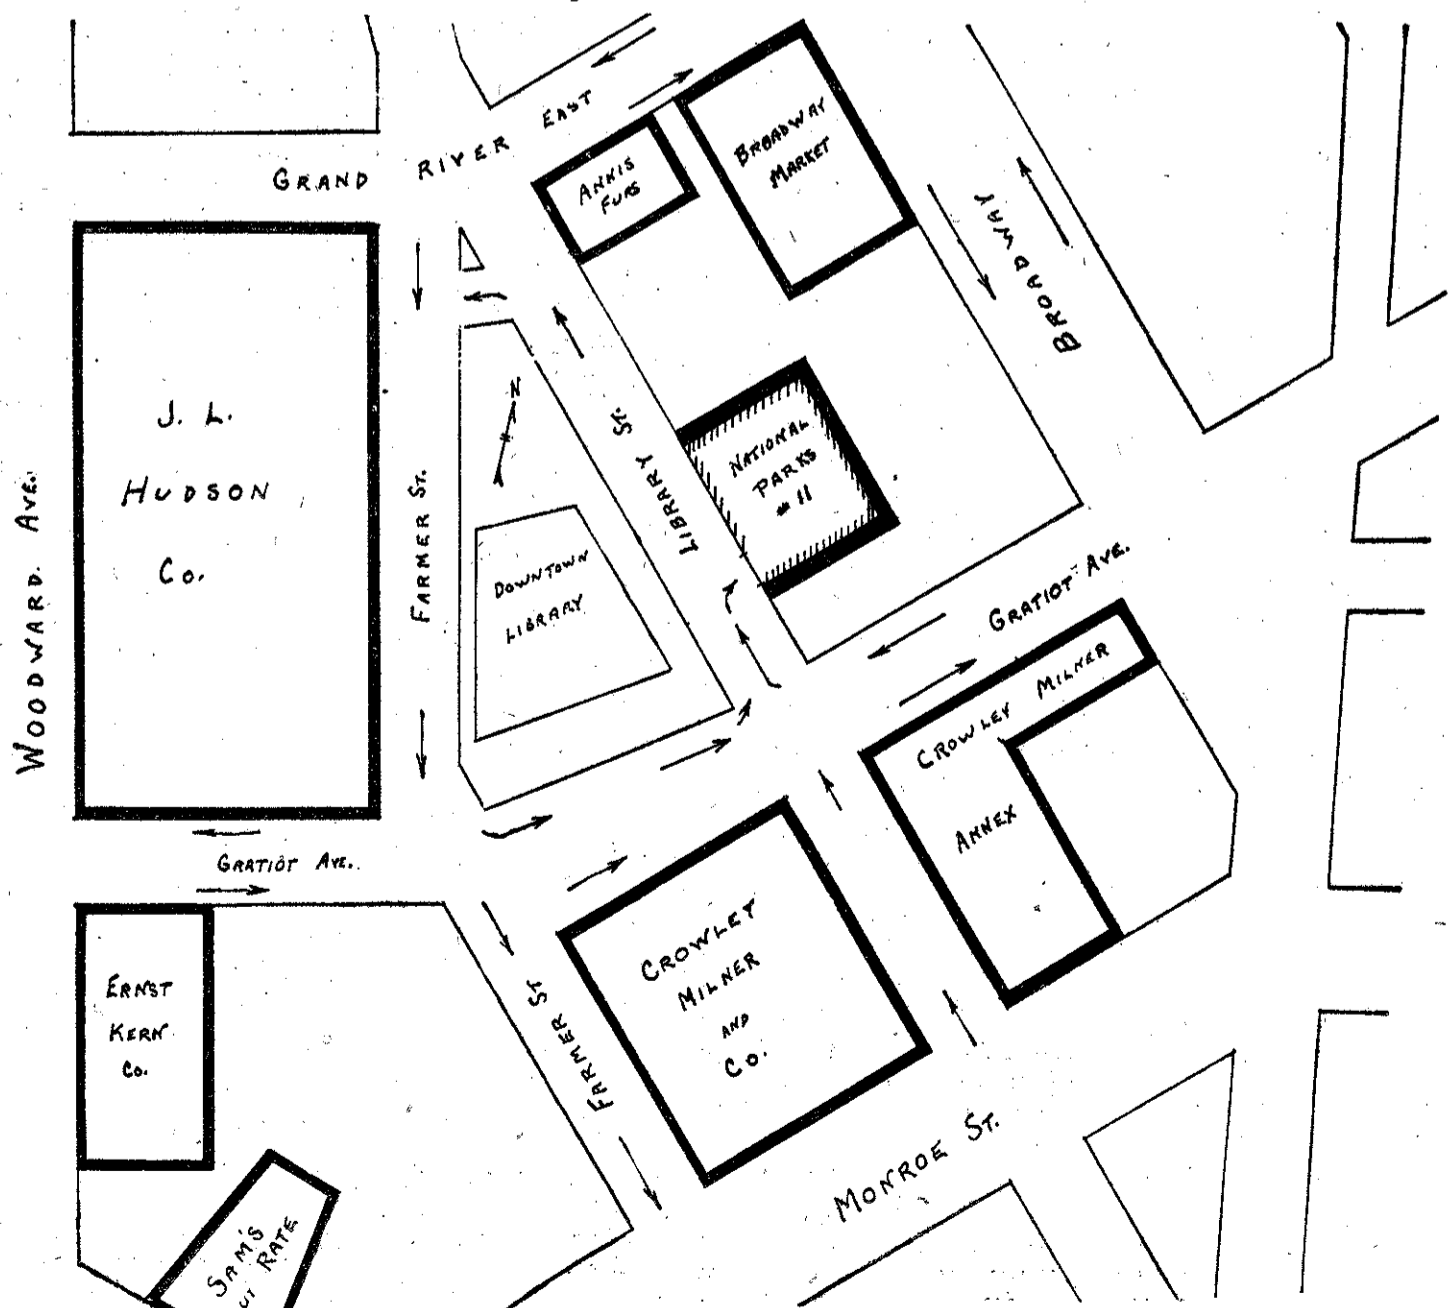 GRAND RIVER EAST
ANNIS
FURS
BROADWAY
MARKET
BROADWAY
J. L.
HUDSON
Co.
WOODWARD. AVE.
FARMER ST.
N
LIBRARY ST.
NATIONAL
PARKS
# 11
DOWNTOWN
LIBRARY
GRATIOT AVE.
CROWLEY MILNER
ANNEX
GRATIOT AVE.
ERNST
KERN
Co.
FARMER ST
CROWLEY
MILNER
AND
Co.
MONROE ST.
SAM'S
UT RATE